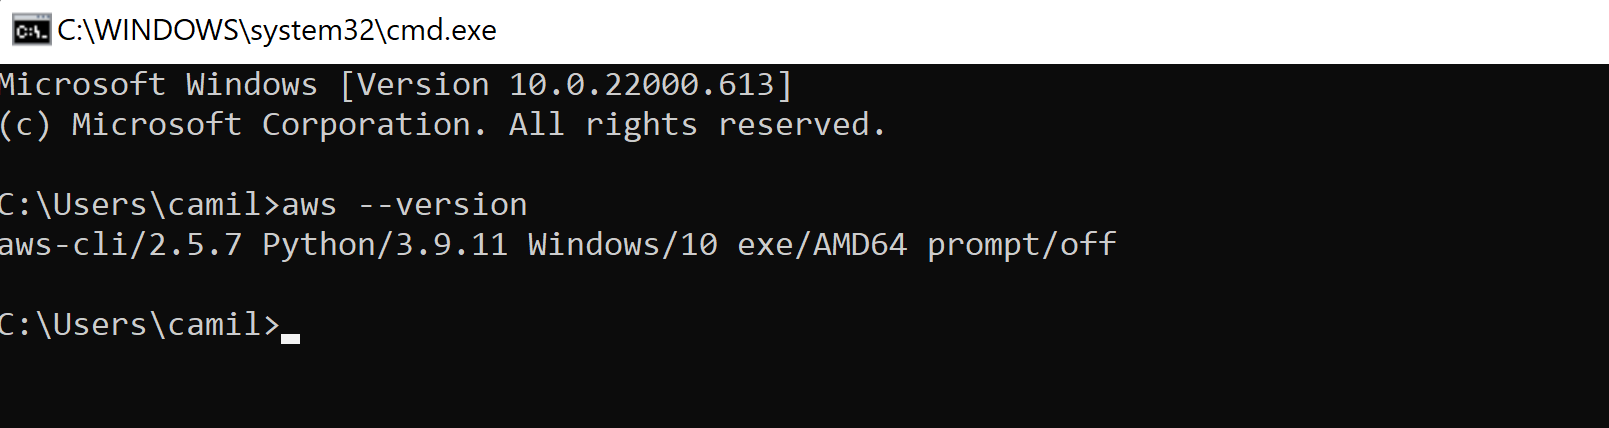 C:\WINDOWS\system32\cmd.exe
Microsoft Windows [Version 10.0.22000.613]
(c) Microsoft Corporation. All rights reserved.
C:\Users\camil>aws --version
aws-cli/2.5.7 Python/3.9.11 Windows/10 exe/AMD64 prompt/off
C:\Users\camil>